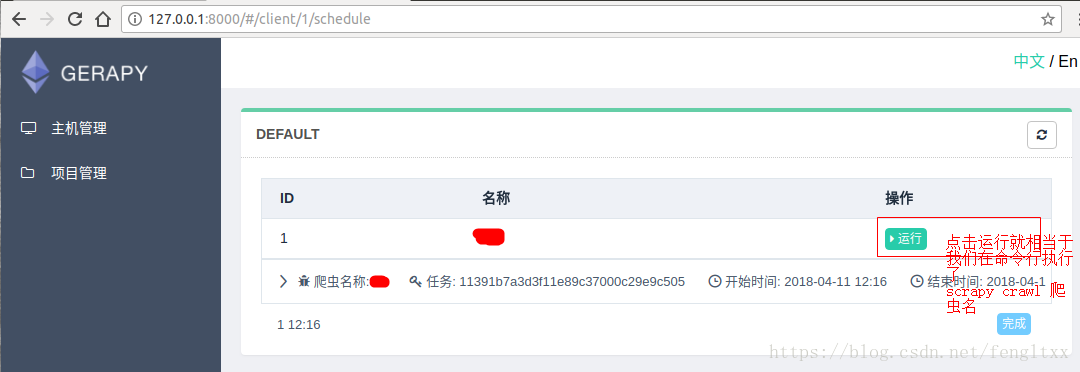 127.0.0.1:8000/#/client/1/schedule
GERAPY
中文 / En
主机管理
项目管理
DEFAULT
ID 名称 操作
1 运行
点击运行就相当于
我们在命令行执行
了
scrapy crawl 爬
虫名
爬虫名称: 任务: 11391b7a3d3f11e89c37000c29e9c505 开始时间: 2018-04-11 12:16 结束时间: 2018-04-1
1 12:16 完成
https://blog.csdn.net/fengltxx